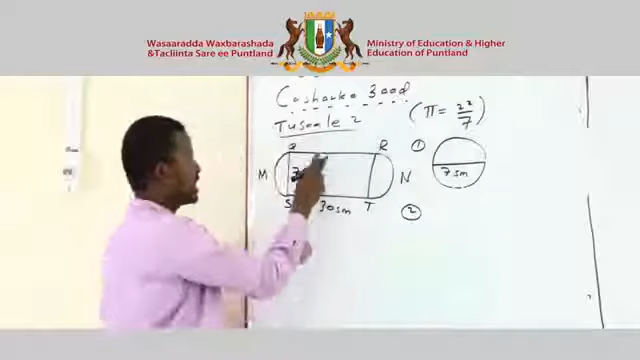 Wasaaradda Waxbarashada
&Tacliinta Sare ee Puntland
Ministry of Education & Higher
Education of Puntland
Casharka 3aad
Tusaale 2
(π = 22/7)
R
M
N
S
30sm
T
①
7sm
②